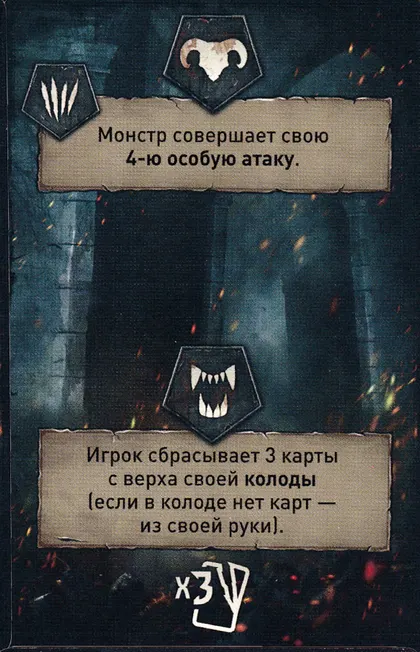 Монстр совершает свою
4-ю особую атаку.
Игрок сбрасывает 3 карты
с верха своей колоды
(если в колоде нет карт —
из своей руки).
x3